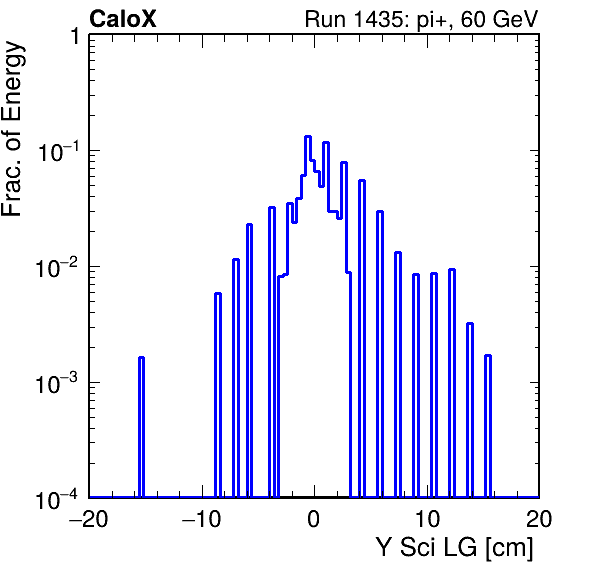 CaloX Run 1435: pi+, 60 GeV
Frac. of Energy
1
10⁻¹
10⁻²
10⁻³
10⁻⁴
−20 −10 0 10 20
Y Sci LG [cm]